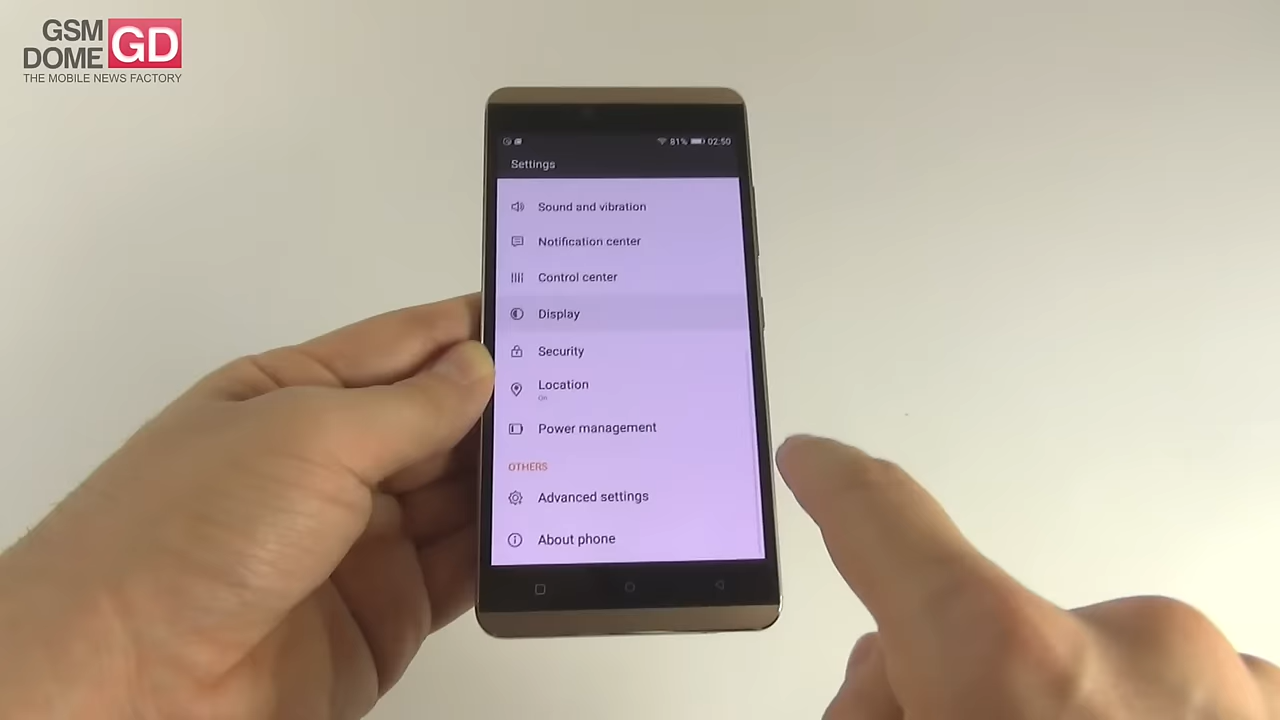 GSM
DOME
GD
THE MOBILE NEWS FACTORY
81% 02:50
Settings
Sound and vibration
Notification center
Control center
Display
Security
Location
On
Power management
OTHERS
Advanced settings
About phone